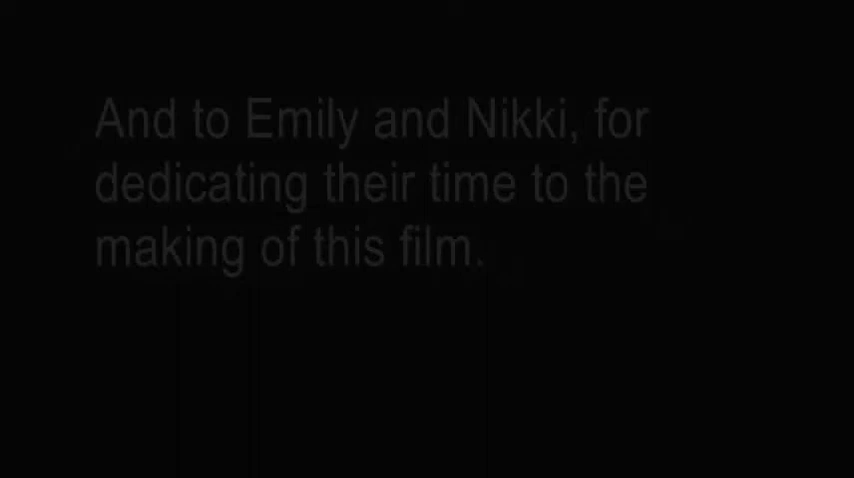 And to Emily and Nikki, for
dedicating their time to the
making of this film.